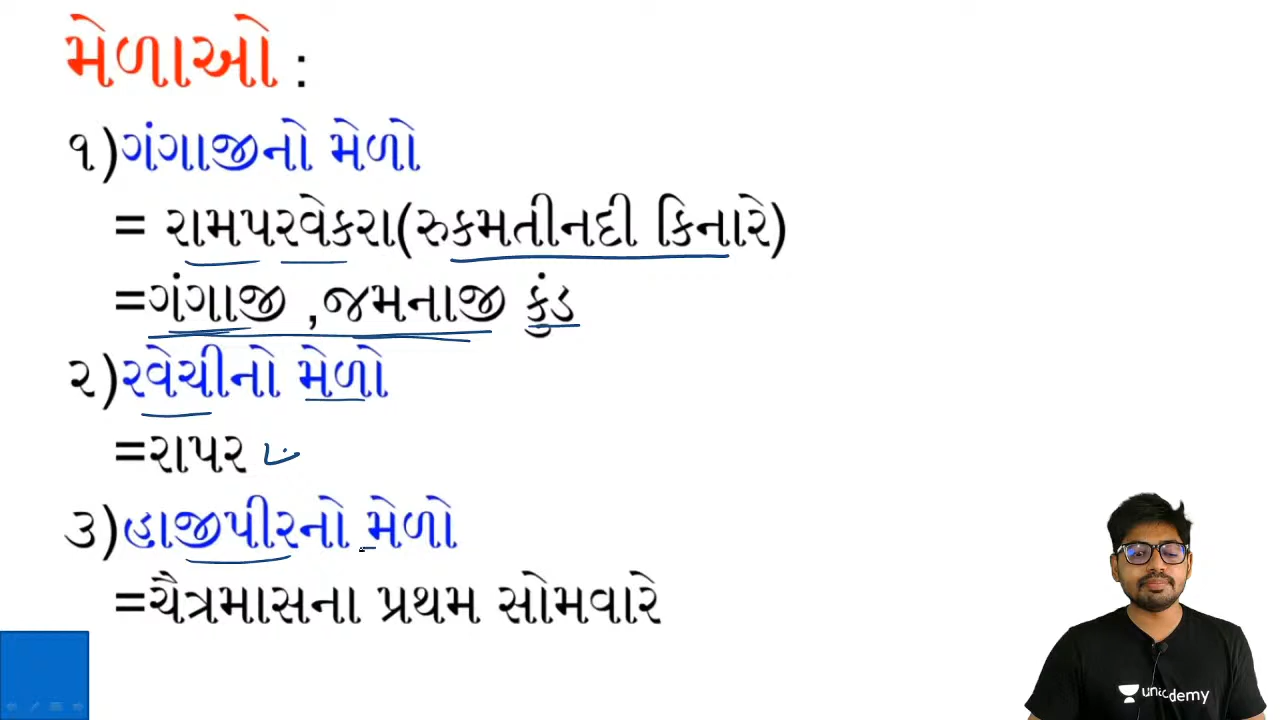 મેળાઓ :
૧)ગંગાજીનો મેળો
= રામપરવેકરા(રુકમતીનદી કિનારે)
=ગંગાજી ,જમનાજી કુંડ
૨)રવેચીનો મેળો
=રાપર
૩)હાજીપીરનો મેળો
=ચૈત્રમાસના પ્રથમ સોમવારે
unacademy